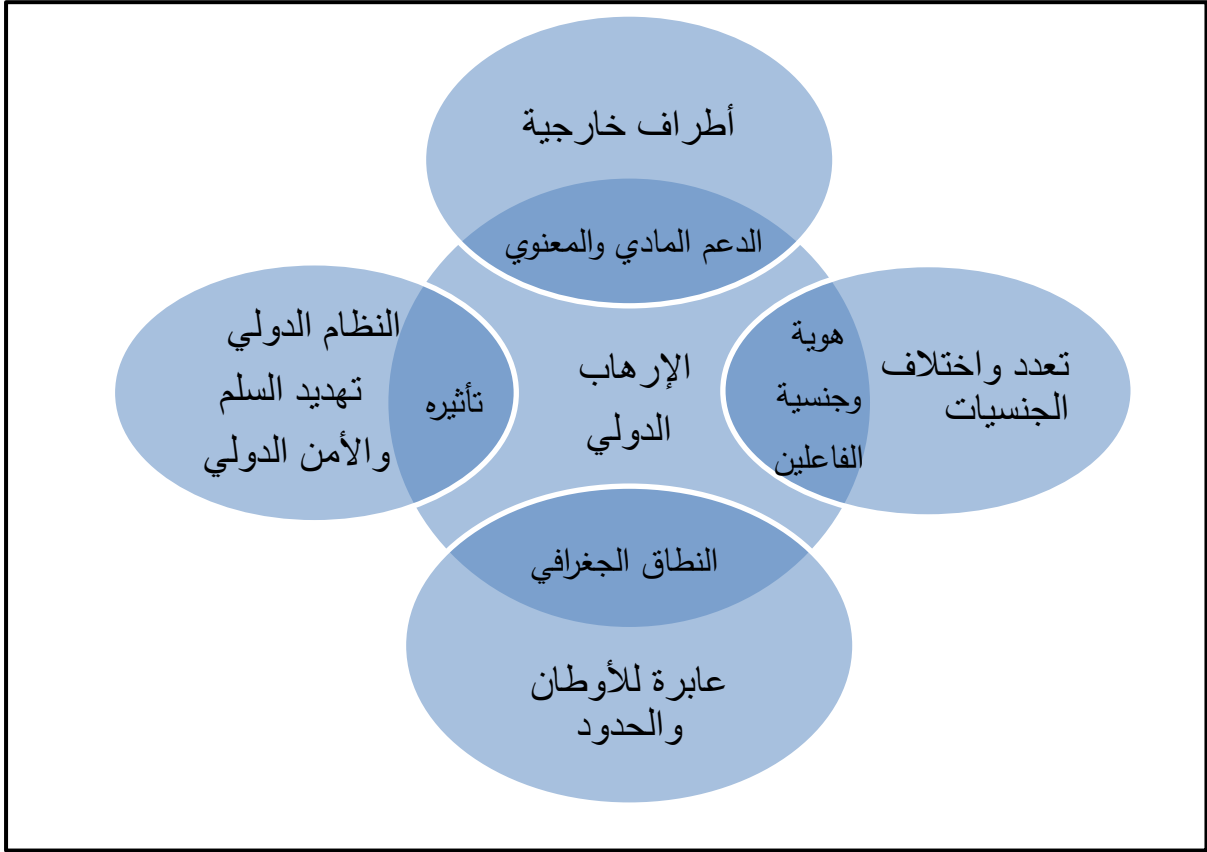 أطراف خارجية
الدعم المادي والمعنوي
هوية
وجنسية
الفاعلين
تعدد واختلاف
الجنسيات
الإرهاب
الدولي
تأثيره
النظام الدولي
تهديد السلم
والأمن الدولي
النطاق الجغرافي
عابرة للأوطان
والحدود